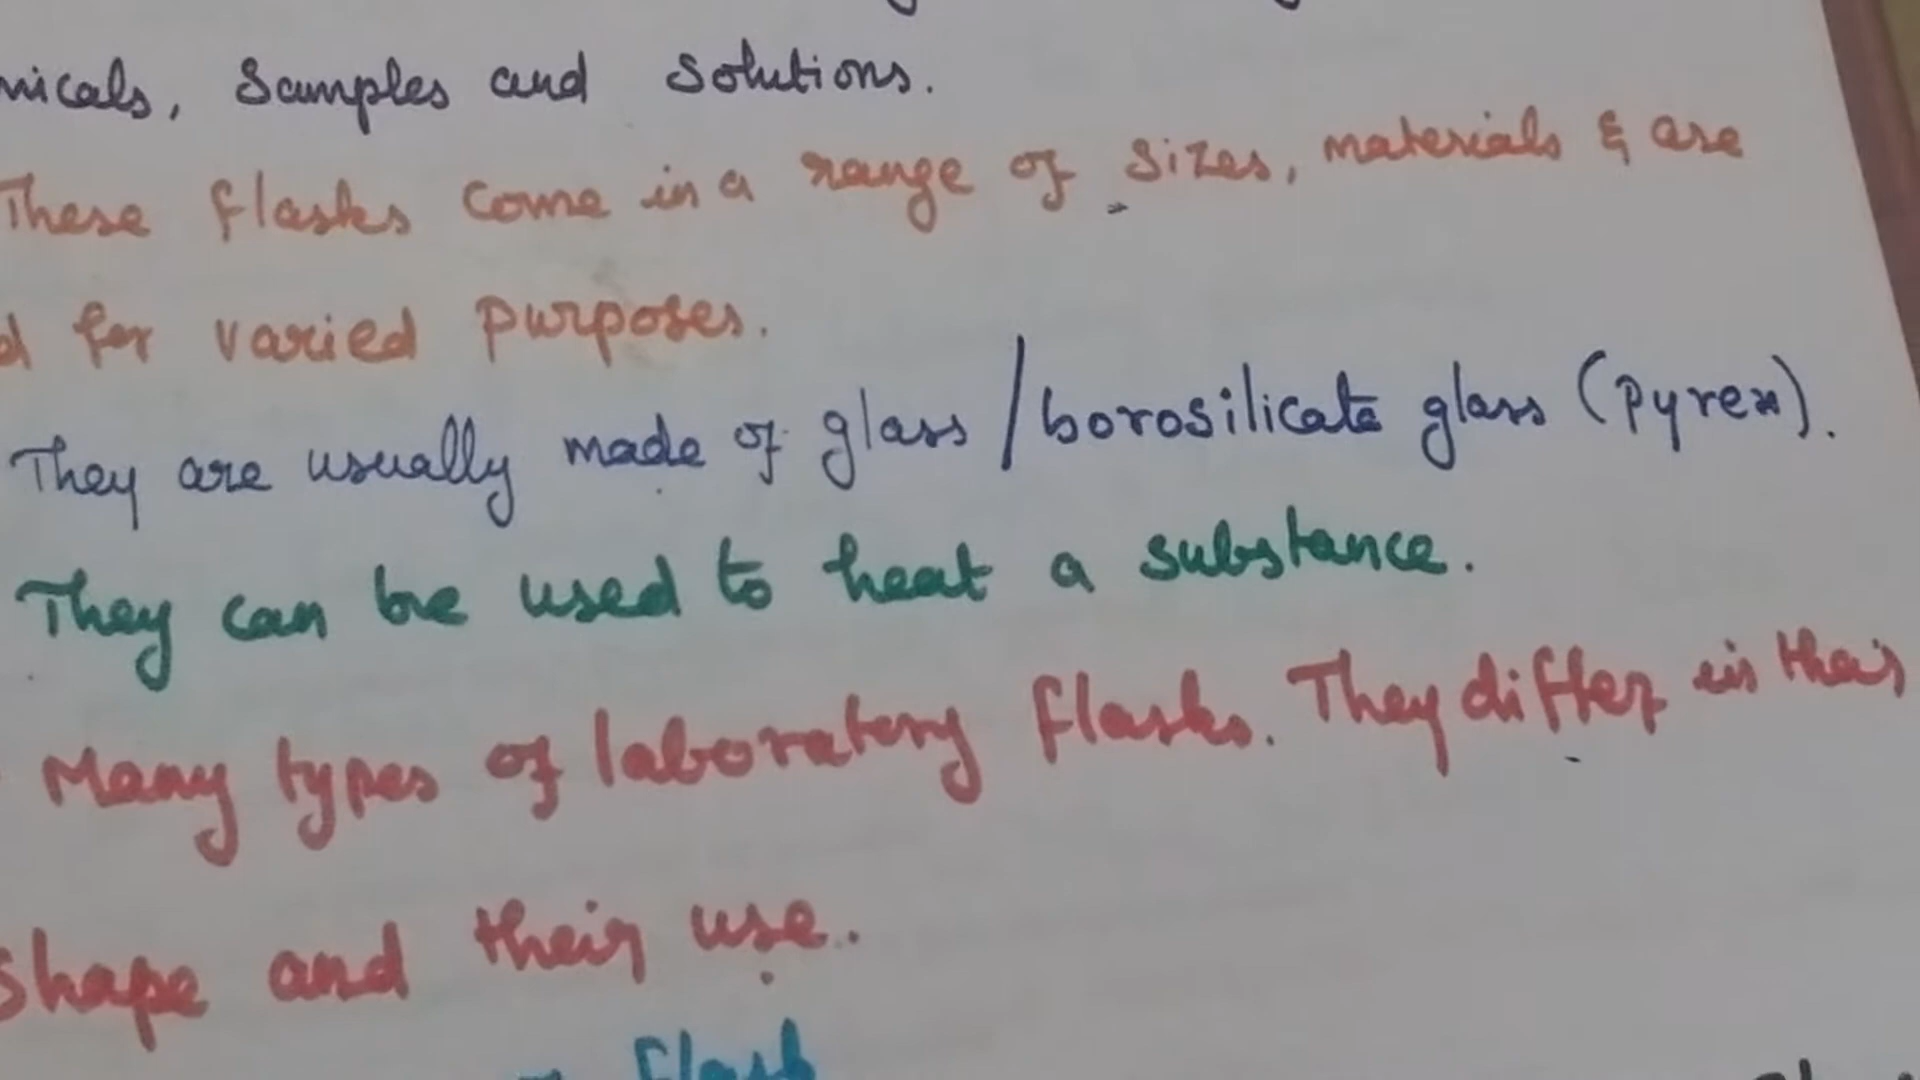 nicals, Samples and Solutions.
These flasks come in a range of Sizes, materials & are
d for varied purposes.
They are usually made of glass / borosilicate glass (Pyrex).
They can be used to heat a substance.
Many types of laboratory flasks. They differ in their
shape and their use.
Flask